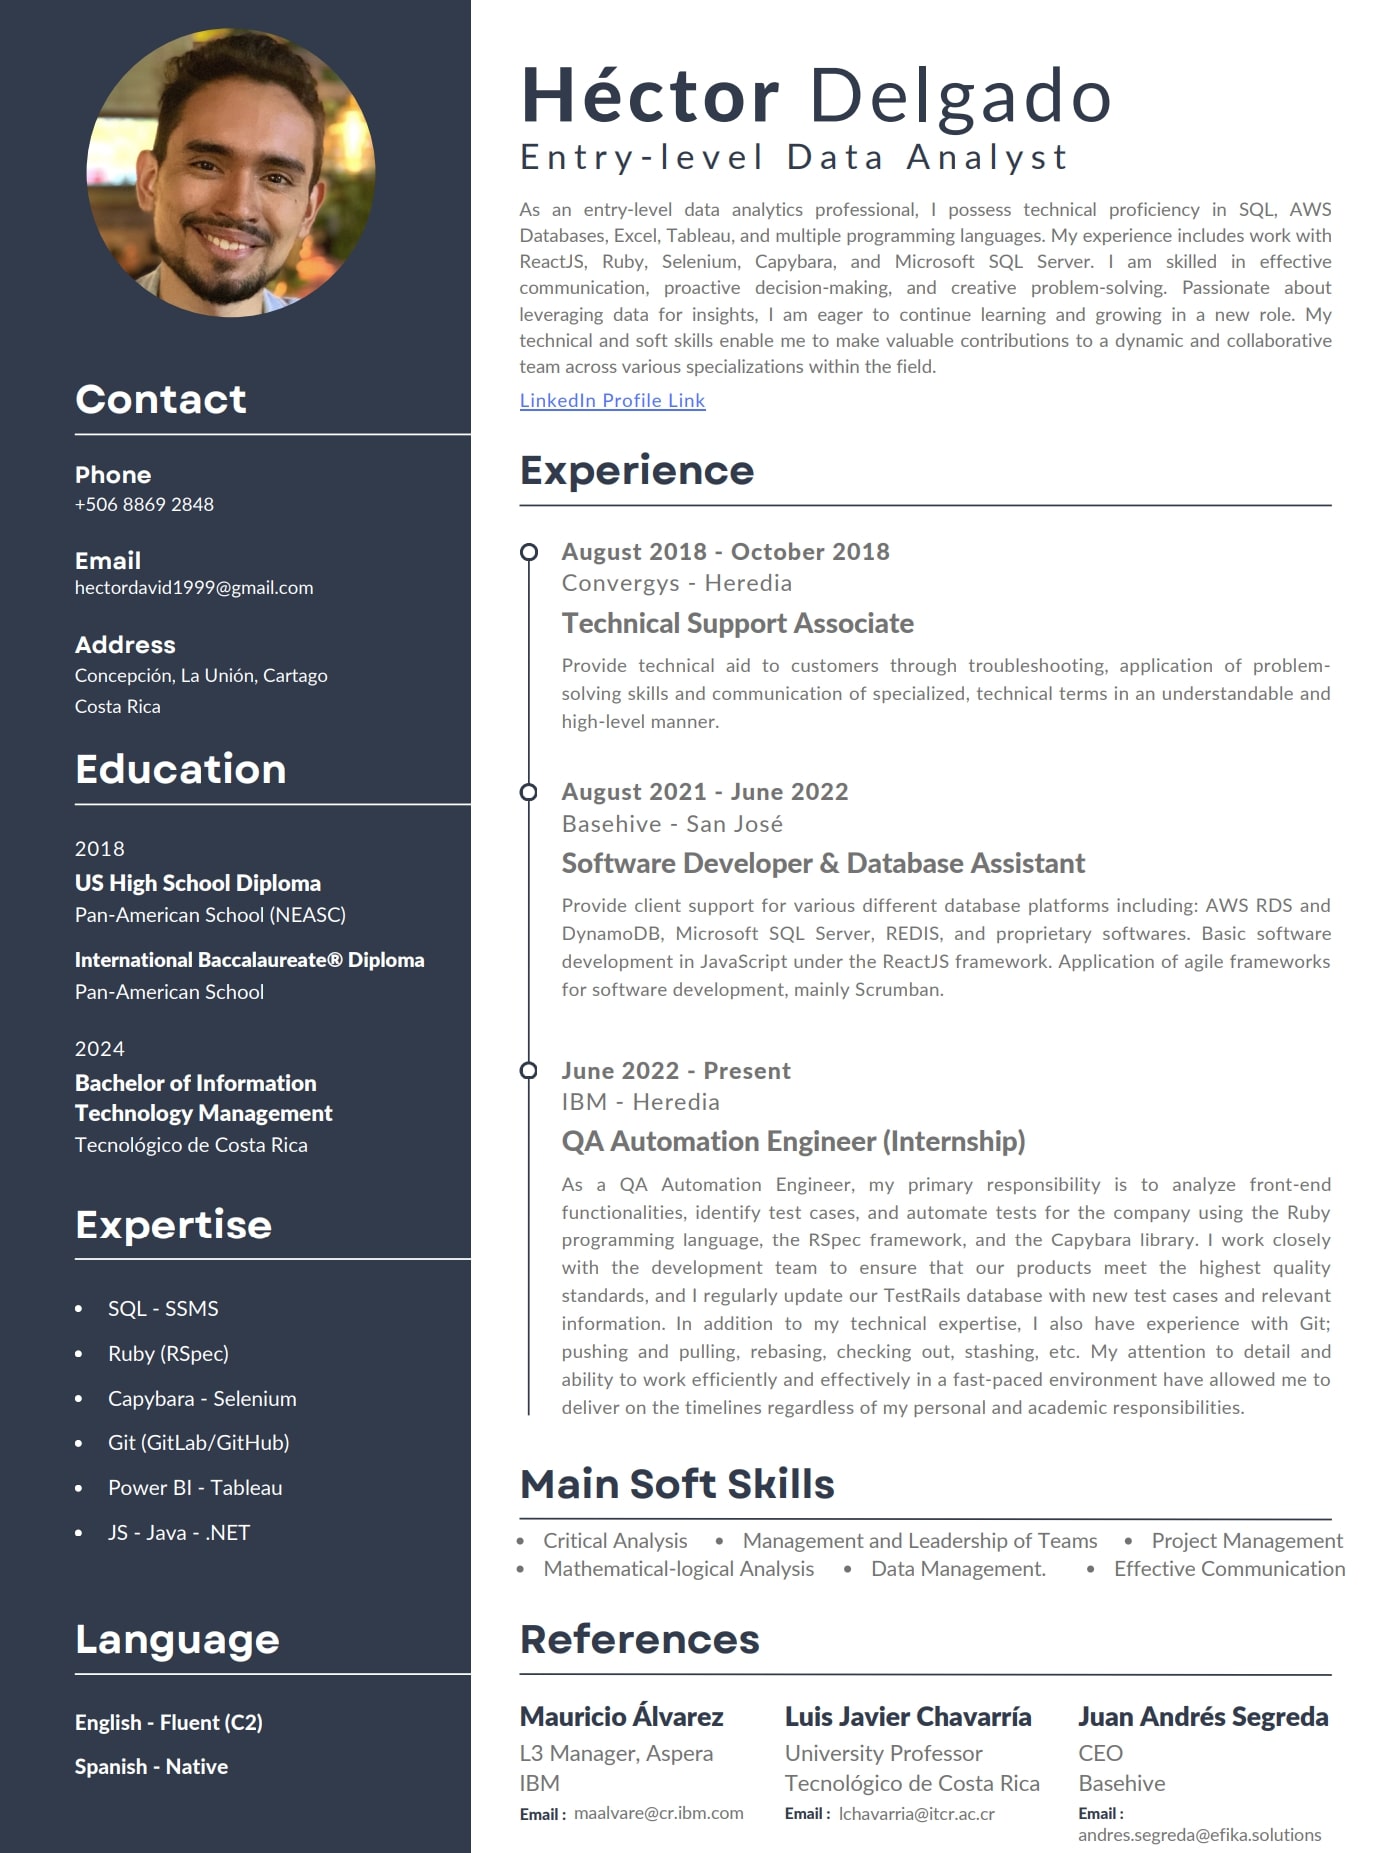 Héctor Delgado
Entry-level Data Analyst
As an entry-level data analytics professional, I possess technical proficiency in SQL, AWS
Databases, Excel, Tableau, and multiple programming languages. My experience includes work with
ReactJS, Ruby, Selenium, Capybara, and Microsoft SQL Server. I am skilled in effective
communication, proactive decision-making, and creative problem-solving. Passionate about
leveraging data for insights, I am eager to continue learning and growing in a new role. My
technical and soft skills enable me to make valuable contributions to a dynamic and collaborative
team across various specializations within the field.
LinkedIn Profile Link
Contact
Phone
+506 8869 2848
Email
hectordavid1999@gmail.com
Address
Concepción, La Unión, Cartago
Costa Rica
Education
2018
US High School Diploma
Pan-American School (NEASC)
International Baccalaureate® Diploma
Pan-American School
2024
Bachelor of Information
Technology Management
Tecnológico de Costa Rica
Expertise
• SQL - SSMS
• Ruby (RSpec)
• Capybara - Selenium
• Git (GitLab/GitHub)
• Power BI - Tableau
• JS - Java - .NET
Language
English - Fluent (C2)
Spanish - Native
Experience
August 2018 - October 2018
Convergys - Heredia
Technical Support Associate
Provide technical aid to customers through troubleshooting, application of problem-
solving skills and communication of specialized, technical terms in an understandable and
high-level manner.
August 2021 - June 2022
Basehive - San José
Software Developer & Database Assistant
Provide client support for various different database platforms including: AWS RDS and
DynamoDB, Microsoft SQL Server, REDIS, and proprietary softwares. Basic software
development in JavaScript under the ReactJS framework. Application of agile frameworks
for software development, mainly Scrumban.
June 2022 - Present
IBM - Heredia
QA Automation Engineer (Internship)
As a QA Automation Engineer, my primary responsibility is to analyze front-end
functionalities, identify test cases, and automate tests for the company using the Ruby
programming language, the RSpec framework, and the Capybara library. I work closely
with the development team to ensure that our products meet the highest quality
standards, and I regularly update our TestRails database with new test cases and relevant
information. In addition to my technical expertise, I also have experience with Git;
pushing and pulling, rebasing, checking out, stashing, etc. My attention to detail and
ability to work efficiently and effectively in a fast-paced environment have allowed me to
deliver on the timelines regardless of my personal and academic responsibilities.
Main Soft Skills
• Critical Analysis • Management and Leadership of Teams • Project Management
• Mathematical-logical Analysis • Data Management. • Effective Communication
References
Mauricio Álvarez
L3 Manager, Aspera
IBM
Email : maalvare@cr.ibm.com
Luis Javier Chavarría
University Professor
Tecnológico de Costa Rica
Email : lchavarria@itcr.ac.cr
Juan Andrés Segreda
CEO
Basehive
Email :
andres.segreda@efika.solutions